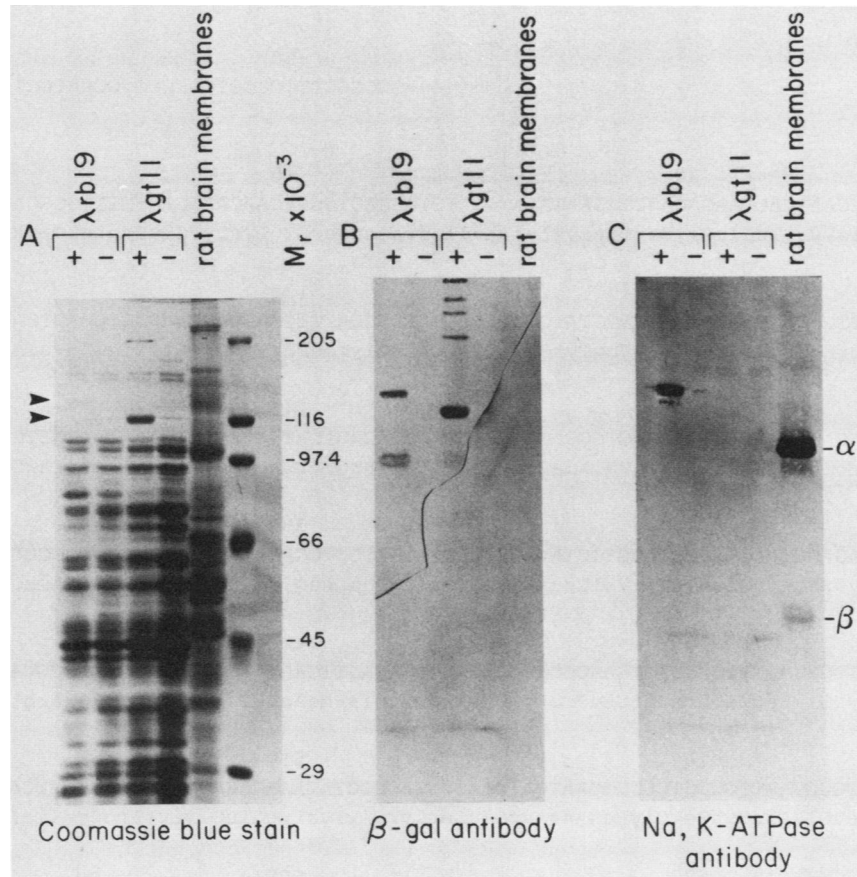 A
λrb19
λgt11
rat brain membranes
Mr x10⁻³
+ - + -
-205
-116
-97.4
-66
-45
-29
Coomassie blue stain
B
λrb19
λgt11
rat brain membranes
+ - + -
β-gal antibody
C
λrb19
λgt11
rat brain membranes
+ - + -
-α
-β
Na, K-ATPase
antibody